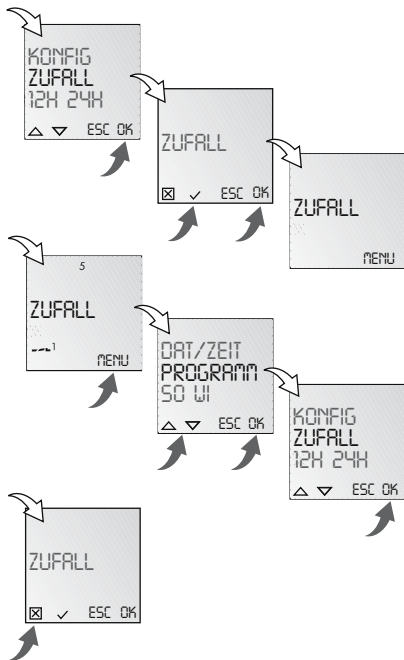 KONFIG
ZUFALL
12H 24H
△ ▽ ESC OK
ZUFALL
☒ ✓ ESC OK
ZUFALL
MENU
5
ZUFALL
1
MENU
DAT/ZEIT
PROGRAMM
SO WI
△ ▽ ESC OK
KONFIG
ZUFALL
12H 24H
△ ▽ ESC OK
ZUFALL
☒ ✓ ESC OK